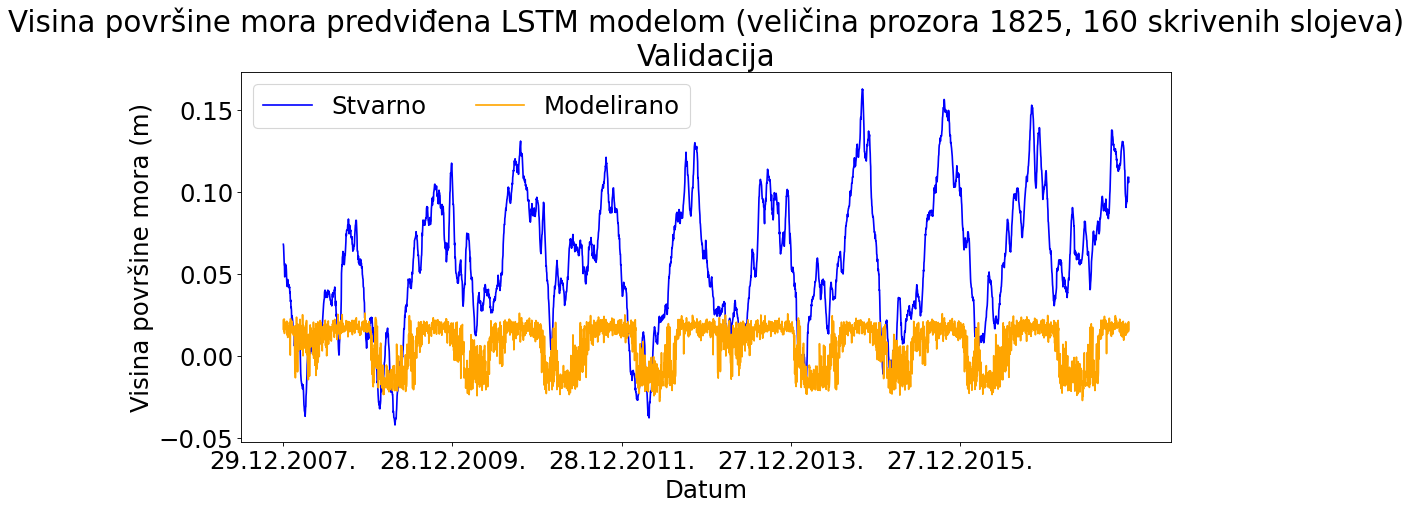 Visina površine mora predviđena LSTM modelom (veličina prozora 1825, 160 skrivenih slojeva)
Validacija
Stvarno
Modelirano
Visina površine mora (m)
0.15
0.10
0.05
0.00
−0.05
29.12.2007.
28.12.2009.
28.12.2011.
27.12.2013.
27.12.2015.
Datum